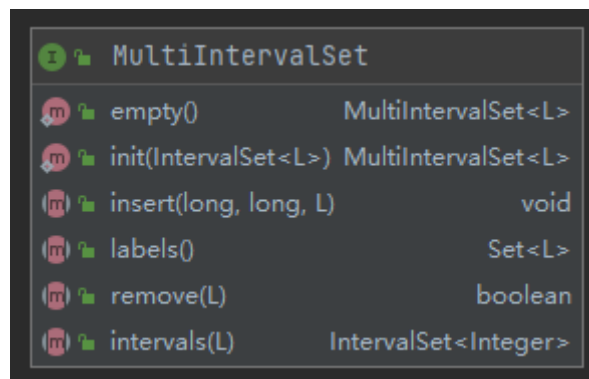 MultiIntervalSet
empty() MultiIntervalSet<L>
init(IntervalSet<L>) MultiIntervalSet<L>
insert(long, long, L) void
labels() Set<L>
remove(L) boolean
intervals(L) IntervalSet<Integer>